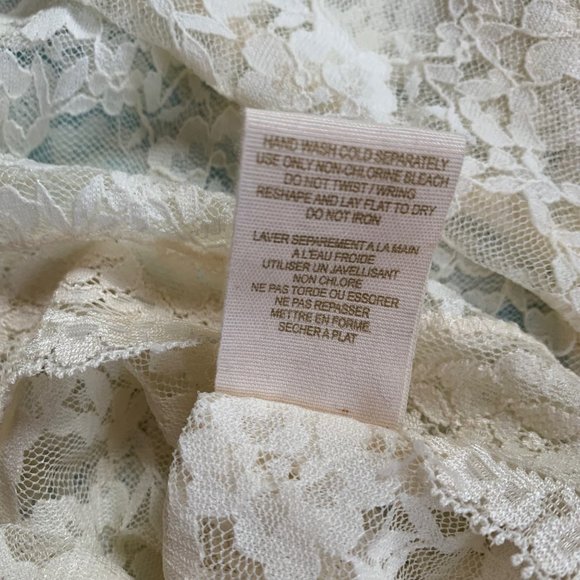 HAND WASH COLD SEPARATELY
USE ONLY NON-CHLORINE BLEACH
DO NOT TWIST / WRING
RESHAPE AND LAY FLAT TO DRY
DO NOT IRON
LAVER SEPAREMENT A LA MAIN
A L'EAU FROIDE
UTILISER UN JAVELLISANT
NON CHLORE
NE PAS TORDE OU ESSORER
NE PAS REPASSER
METTRE EN FORME
SECHER A PLAT